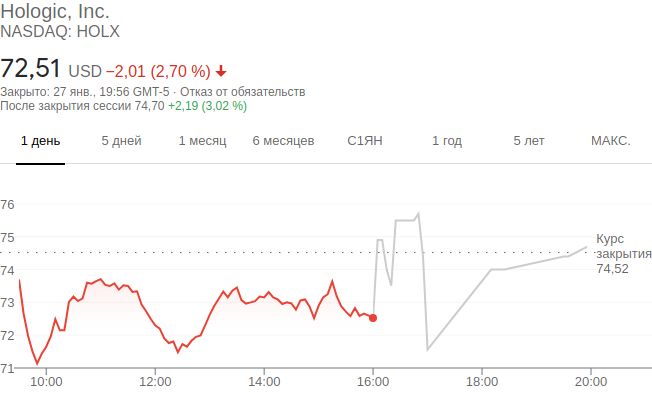 Hologic, Inc.
NASDAQ: HOLX
72,51 USD −2,01 (2,70 %)
Закрыто: 27 янв., 19:56 GMT-5 · Отказ от обязательств
После закрытия сессии 74,70 +2,19 (3,02 %)
1 день 5 дней 1 месяц 6 месяцев С1ЯН 1 год 5 лет МАКС.
76
75
74
73
72
71
Курс
закрытия
74,52
10:00 12:00 14:00 16:00 18:00 20:00